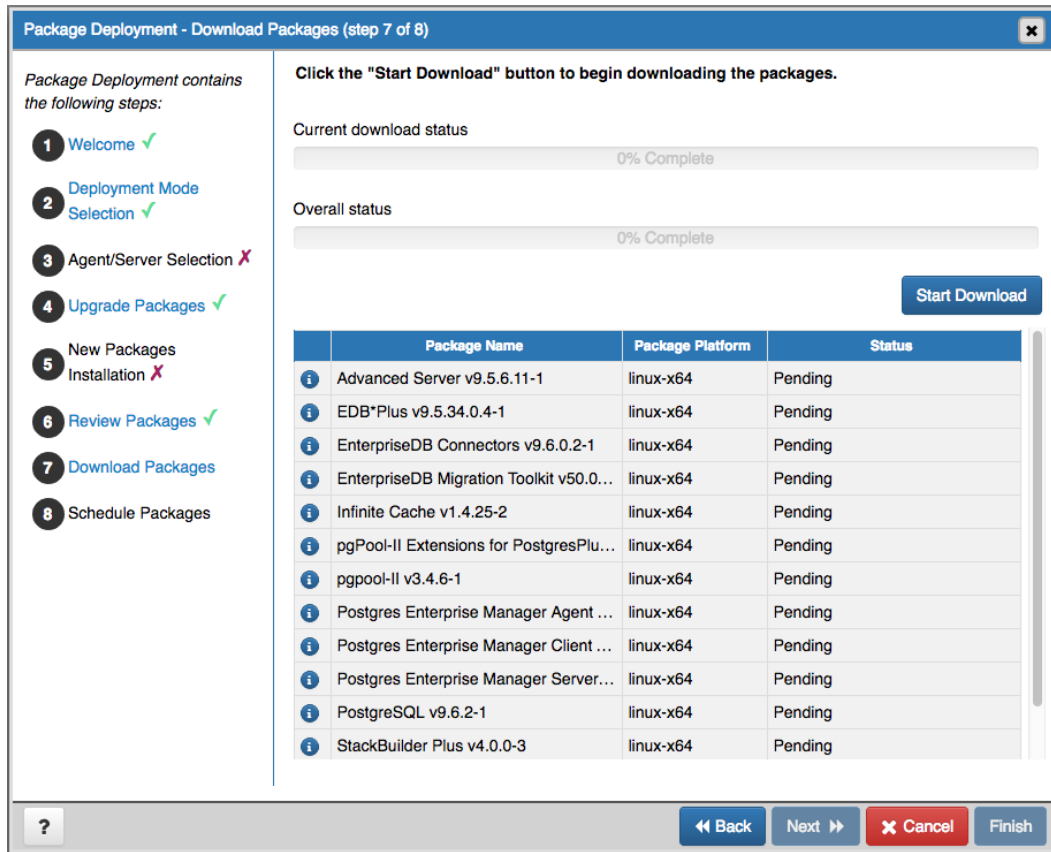 Package Deployment - Download Packages (step 7 of 8)
Package Deployment contains
the following steps:
1 Welcome
2 Deployment Mode
Selection
3 Agent/Server Selection
4 Upgrade Packages
5 New Packages
Installation
6 Review Packages
7 Download Packages
8 Schedule Packages
Click the "Start Download" button to begin downloading the packages.
Current download status
0% Complete
Overall status
0% Complete
Start Download
Package Name Package Platform Status
Advanced Server v9.5.6.11-1 linux-x64 Pending
EDB*Plus v9.5.34.0.4-1 linux-x64 Pending
EnterpriseDB Connectors v9.6.0.2-1 linux-x64 Pending
EnterpriseDB Migration Toolkit v50.0... linux-x64 Pending
Infinite Cache v1.4.25-2 linux-x64 Pending
pgPool-II Extensions for PostgresPlu... linux-x64 Pending
pgpool-II v3.4.6-1 linux-x64 Pending
Postgres Enterprise Manager Agent ... linux-x64 Pending
Postgres Enterprise Manager Client ... linux-x64 Pending
Postgres Enterprise Manager Server... linux-x64 Pending
PostgreSQL v9.6.2-1 linux-x64 Pending
StackBuilder Plus v4.0.0-3 linux-x64 Pending
? Back Next Cancel Finish